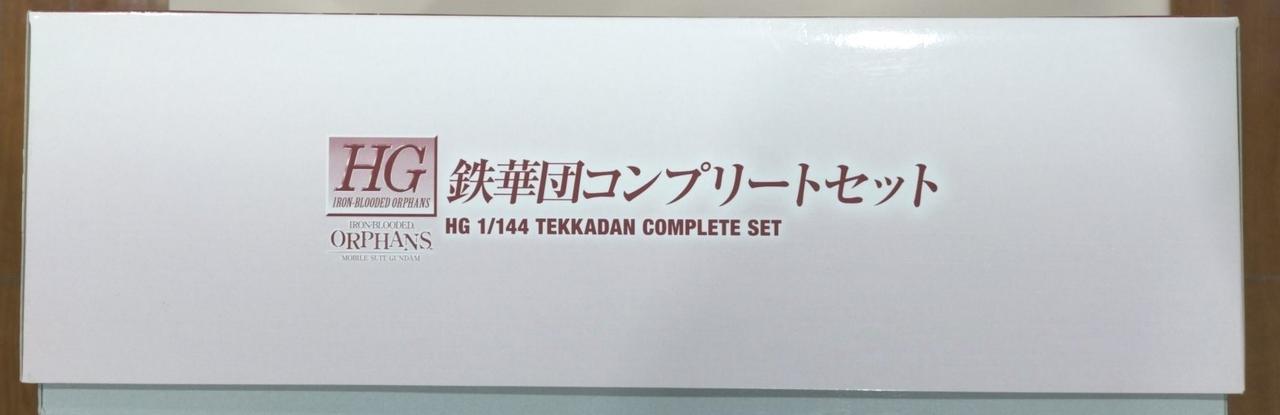 HG
IRON-BLOODED ORPHANS
鉄華団コンプリートセット
HG 1/144 TEKKADAN COMPLETE SET
IRON-BLOODED
ORPHANS
MOBILE SUIT GUNDAM